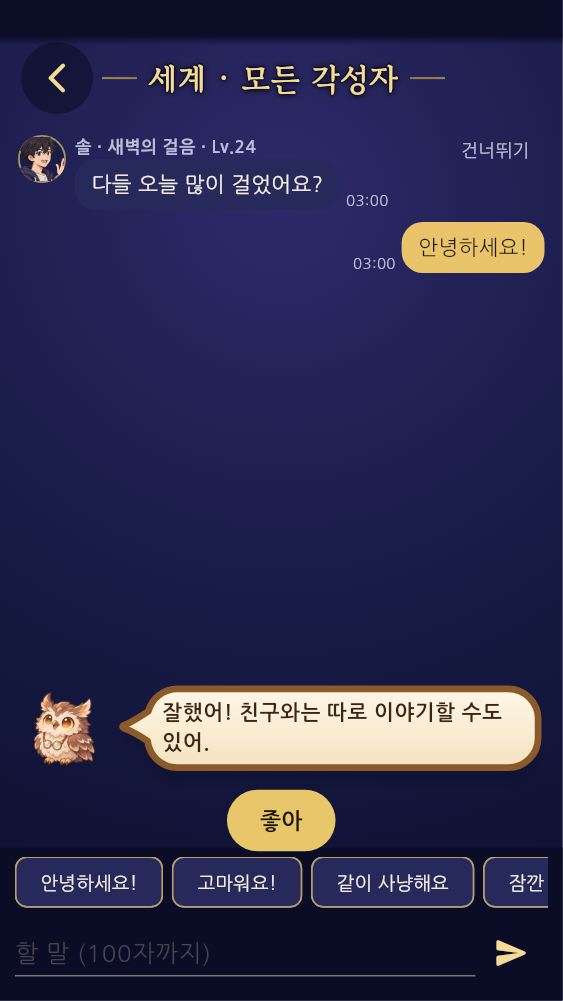 세계 · 모든 각성자
솔 · 새벽의 걸음 · Lv.24
건너뛰기
다들 오늘 많이 걸었어요?
03:00
안녕하세요!
03:00
잘했어! 친구와는 따로 이야기할 수도
있어.
좋아
안녕하세요!
고마워요!
같이 사냥해요
잠깐
할 말 (100자까지)